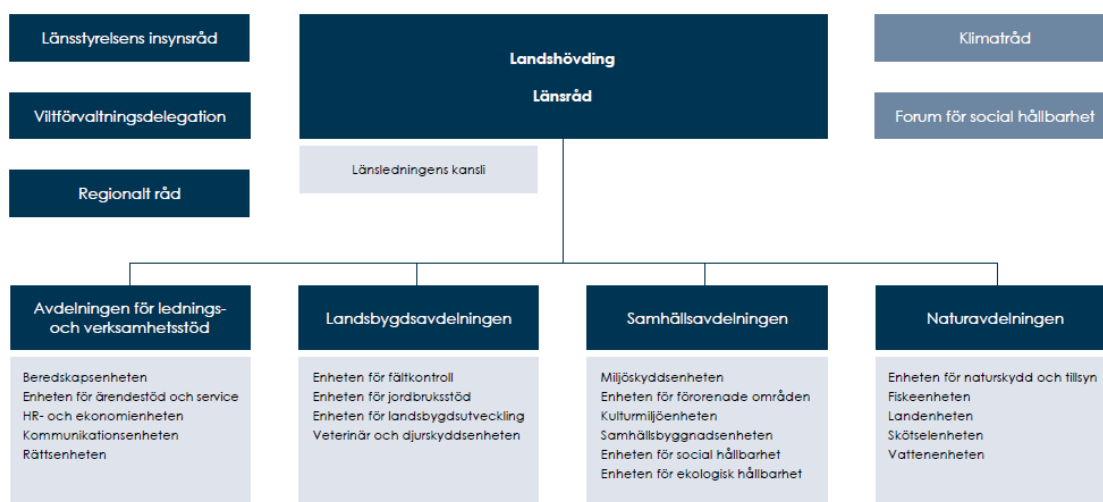 Länsstyrelsens insynsråd
Viltförvaltningsdelegation
Regionalt råd
Landshövding
Länsråd
Länsledningens kansli
Klimatråd
Forum för social hållbarhet
Avdelningen för lednings-
och verksamhetsstöd
Beredskapsenheten
Enheten för ärendestöd och service
HR- och ekonomienheten
Kommunikationsenheten
Rättsenheten
Landsbygdsavdelningen
Enheten för fältkontroll
Enheten för jordbruksstöd
Enheten för landsbygdsutveckling
Veterinär och djurskyddsenheten
Samhällsavdelningen
Miljöskyddsenheten
Enheten för förorenade områden
Kulturmiljöenheten
Samhällsbyggnadsenheten
Enheten för social hållbarhet
Enheten för ekologisk hållbarhet
Naturavdelningen
Enheten för naturskydd och tillsyn
Fiskeenheten
Landenheten
Skötselenheten
Vattenenheten